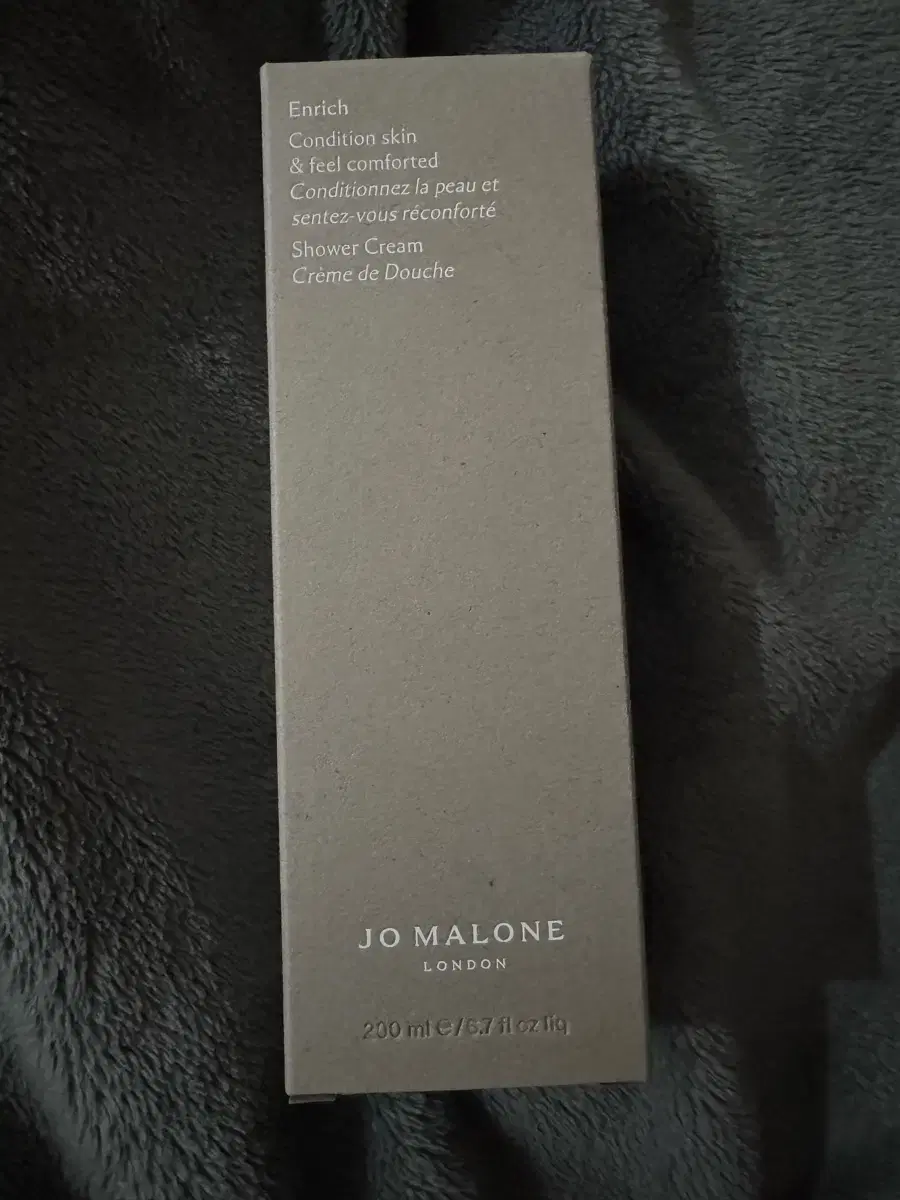 Enrich
Condition skin
& feel comforted
Conditionnez la peau et
sentez-vous réconforté
Shower Cream
Crème de Douche
JO MALONE
LONDON
200 ml ℮/6.7 fl oz liq